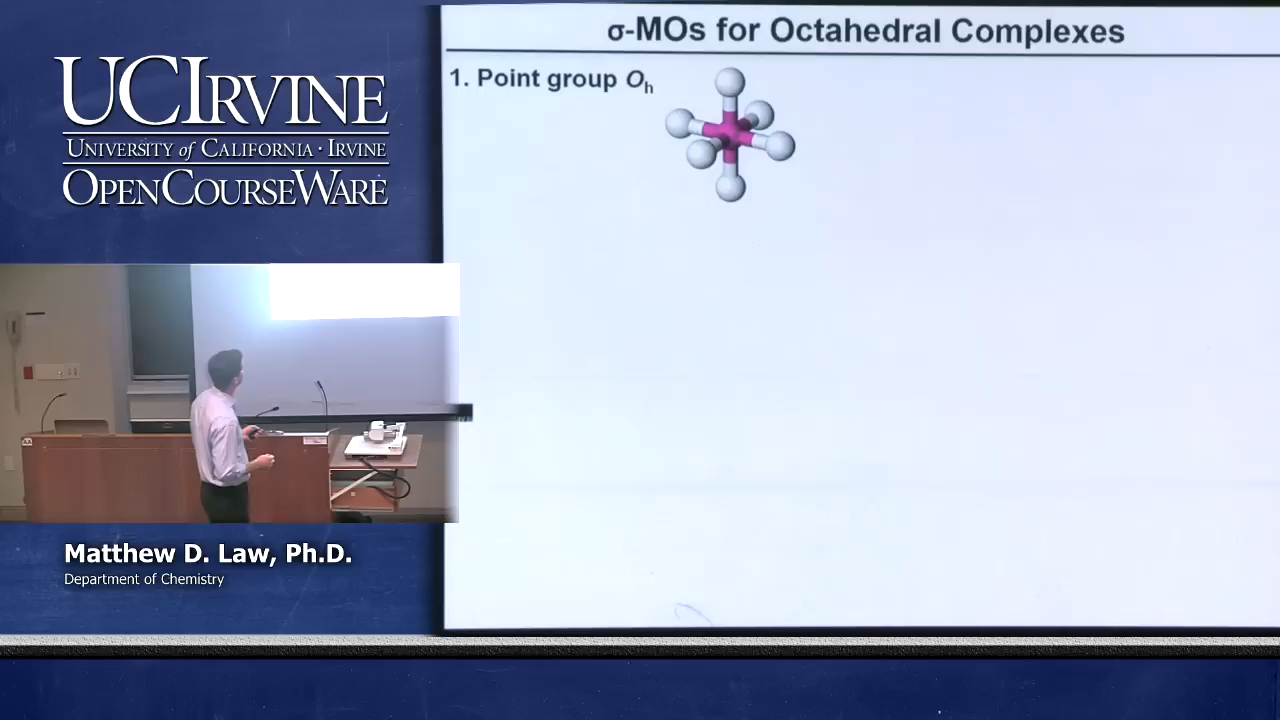 UCIRVINE
UNIVERSITY of CALIFORNIA · IRVINE
OPENCOURSEWARE
σ-MOs for Octahedral Complexes
1. Point group Oh
Matthew D. Law, Ph.D.
Department of Chemistry